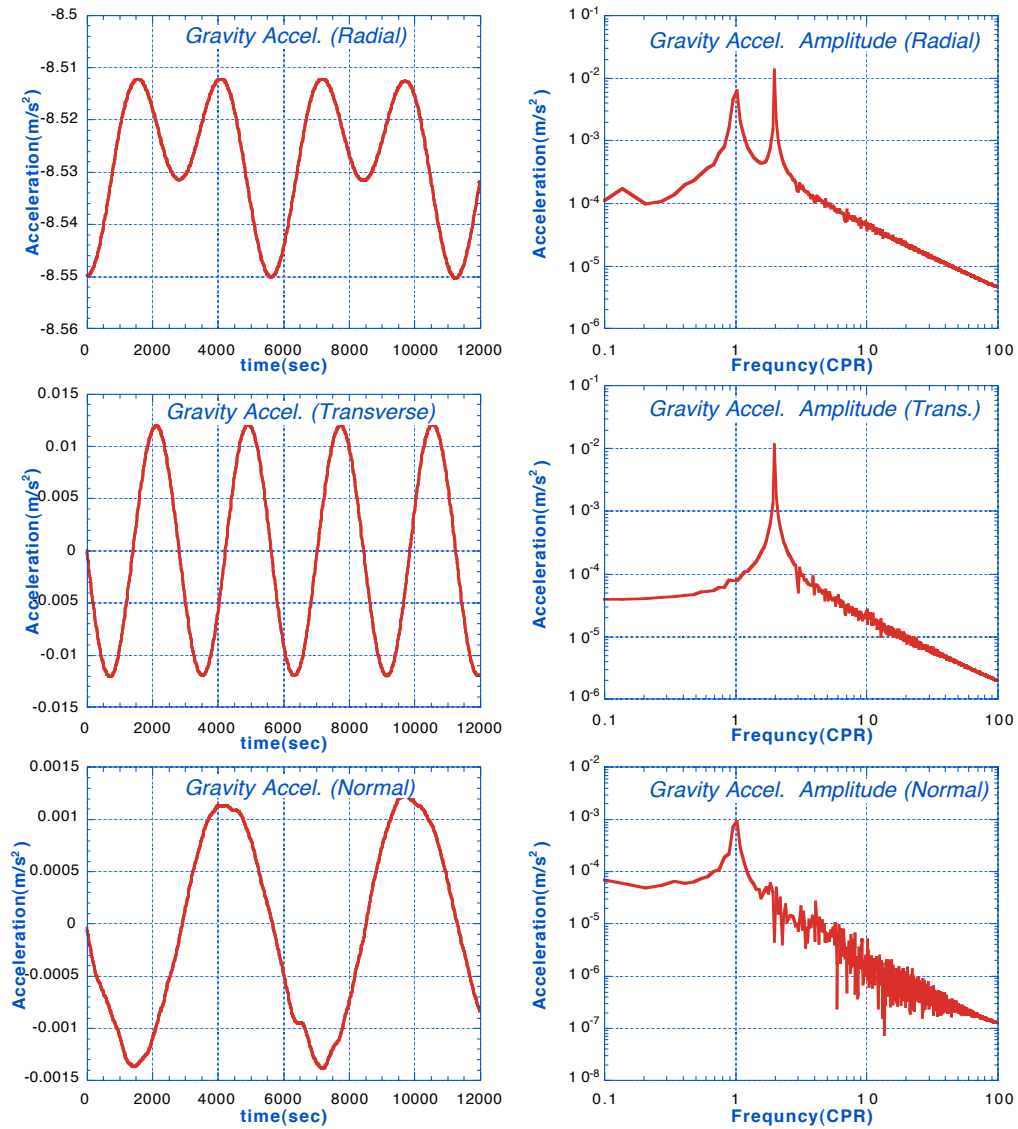 Gravity Accel. (Radial)
Acceleration(m/s²)
-8.5
-8.51
-8.52
-8.53
-8.54
-8.55
-8.56
0 2000 4000 6000 8000 10000 12000
time(sec)
Gravity Accel. Amplitude (Radial)
Acceleration(m/s²)
10⁻¹
10⁻²
10⁻³
10⁻⁴
10⁻⁵
10⁻⁶
0.1 1 10 100
Frequncy(CPR)
Gravity Accel. (Transverse)
Acceleration(m/s²)
0.015
0.01
0.005
0
-0.005
-0.01
-0.015
0 2000 4000 6000 8000 10000 12000
time(sec)
Gravity Accel. Amplitude (Trans.)
Acceleration(m/s²)
10⁻¹
10⁻²
10⁻³
10⁻⁴
10⁻⁵
10⁻⁶
0.1 1 10 100
Frequncy(CPR)
Gravity Accel. (Normal)
Acceleration(m/s²)
0.0015
0.001
0.0005
0
-0.0005
-0.001
-0.0015
0 2000 4000 6000 8000 10000 12000
time(sec)
Gravity Accel. Amplitude (Normal)
Acceleration(m/s²)
10⁻²
10⁻³
10⁻⁴
10⁻⁵
10⁻⁶
10⁻⁷
10⁻⁸
0.1 1 10 100
Frequncy(CPR)